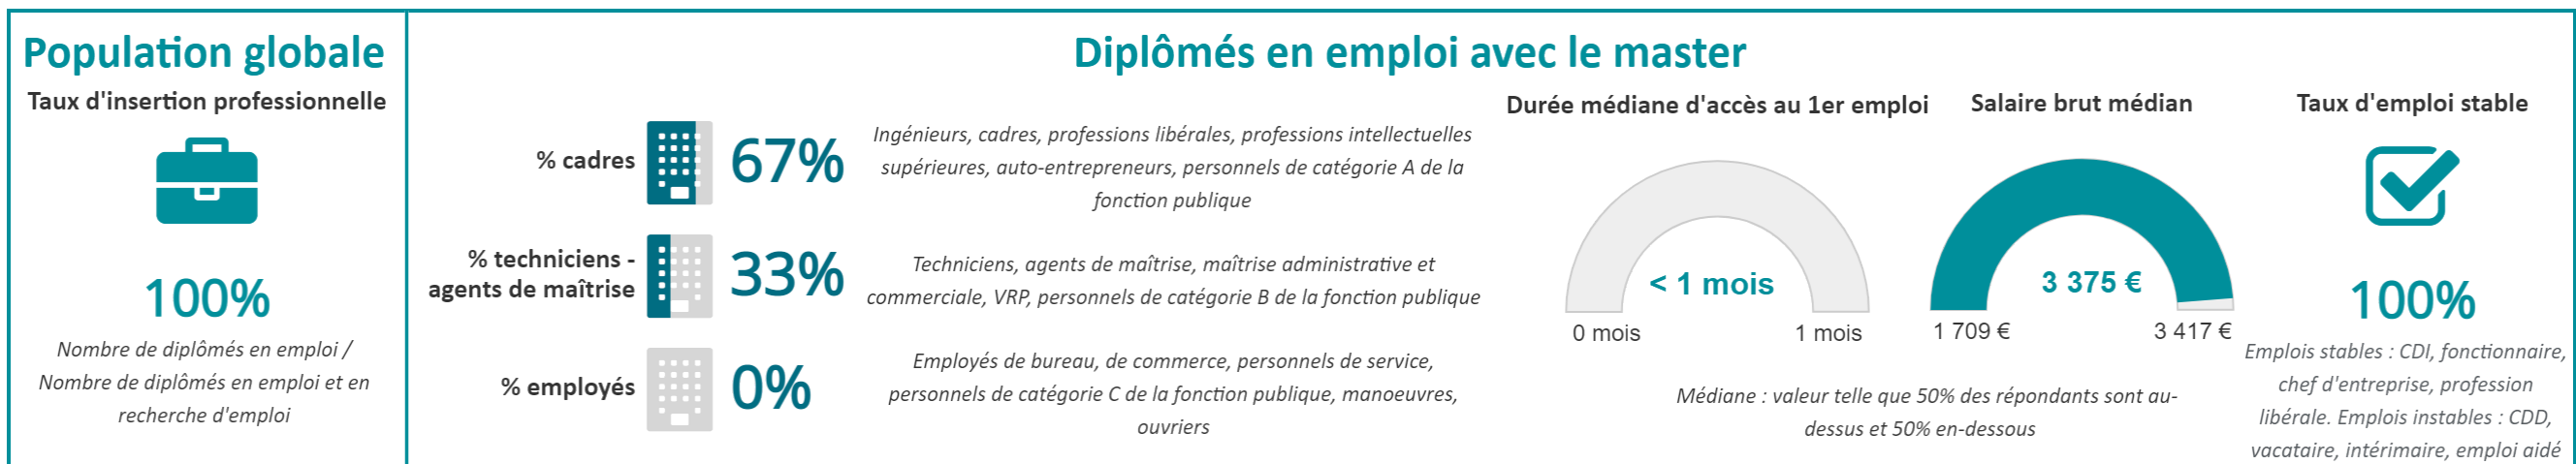 Population globale
Taux d'insertion professionnelle
100%
Nombre de diplômés en emploi /
Nombre de diplômés en emploi et en
recherche d'emploi
Diplômés en emploi avec le master
% cadres
67%
Ingénieurs, cadres, professions libérales, professions intellectuelles
supérieures, auto-entrepreneurs, personnels de catégorie A de la
fonction publique
% techniciens -
agents de maîtrise
33%
Techniciens, agents de maîtrise, maîtrise administrative et
commerciale, VRP, personnels de catégorie B de la fonction publique
% employés
0%
Employés de bureau, de commerce, personnels de service,
personnels de catégorie C de la fonction publique, manoeuvres,
ouvriers
Durée médiane d'accès au 1er emploi
< 1 mois
0 mois
1 mois
Salaire brut médian
3 375 €
1 709 €
3 417 €
Médiane : valeur telle que 50% des répondants sont au-
dessus et 50% en-dessous
Taux d'emploi stable
100%
Emplois stables : CDI, fonctionnaire,
chef d'entreprise, profession
libérale. Emplois instables : CDD,
vacataire, intérimaire, emploi aidé